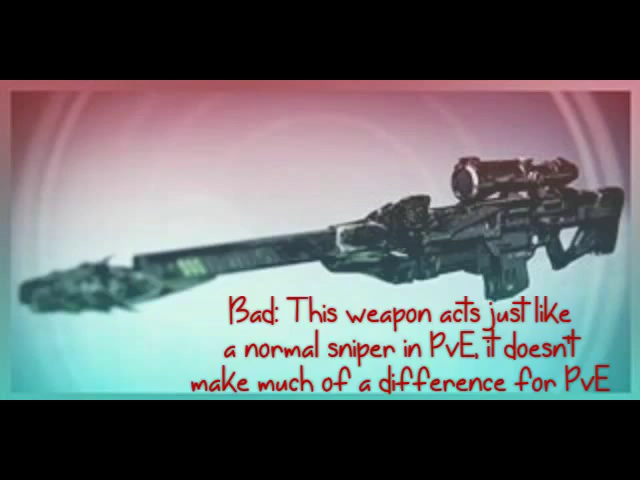 Bad: This weapon acts just like
a normal sniper in PvE, it doesn't
make much of a difference for PvE